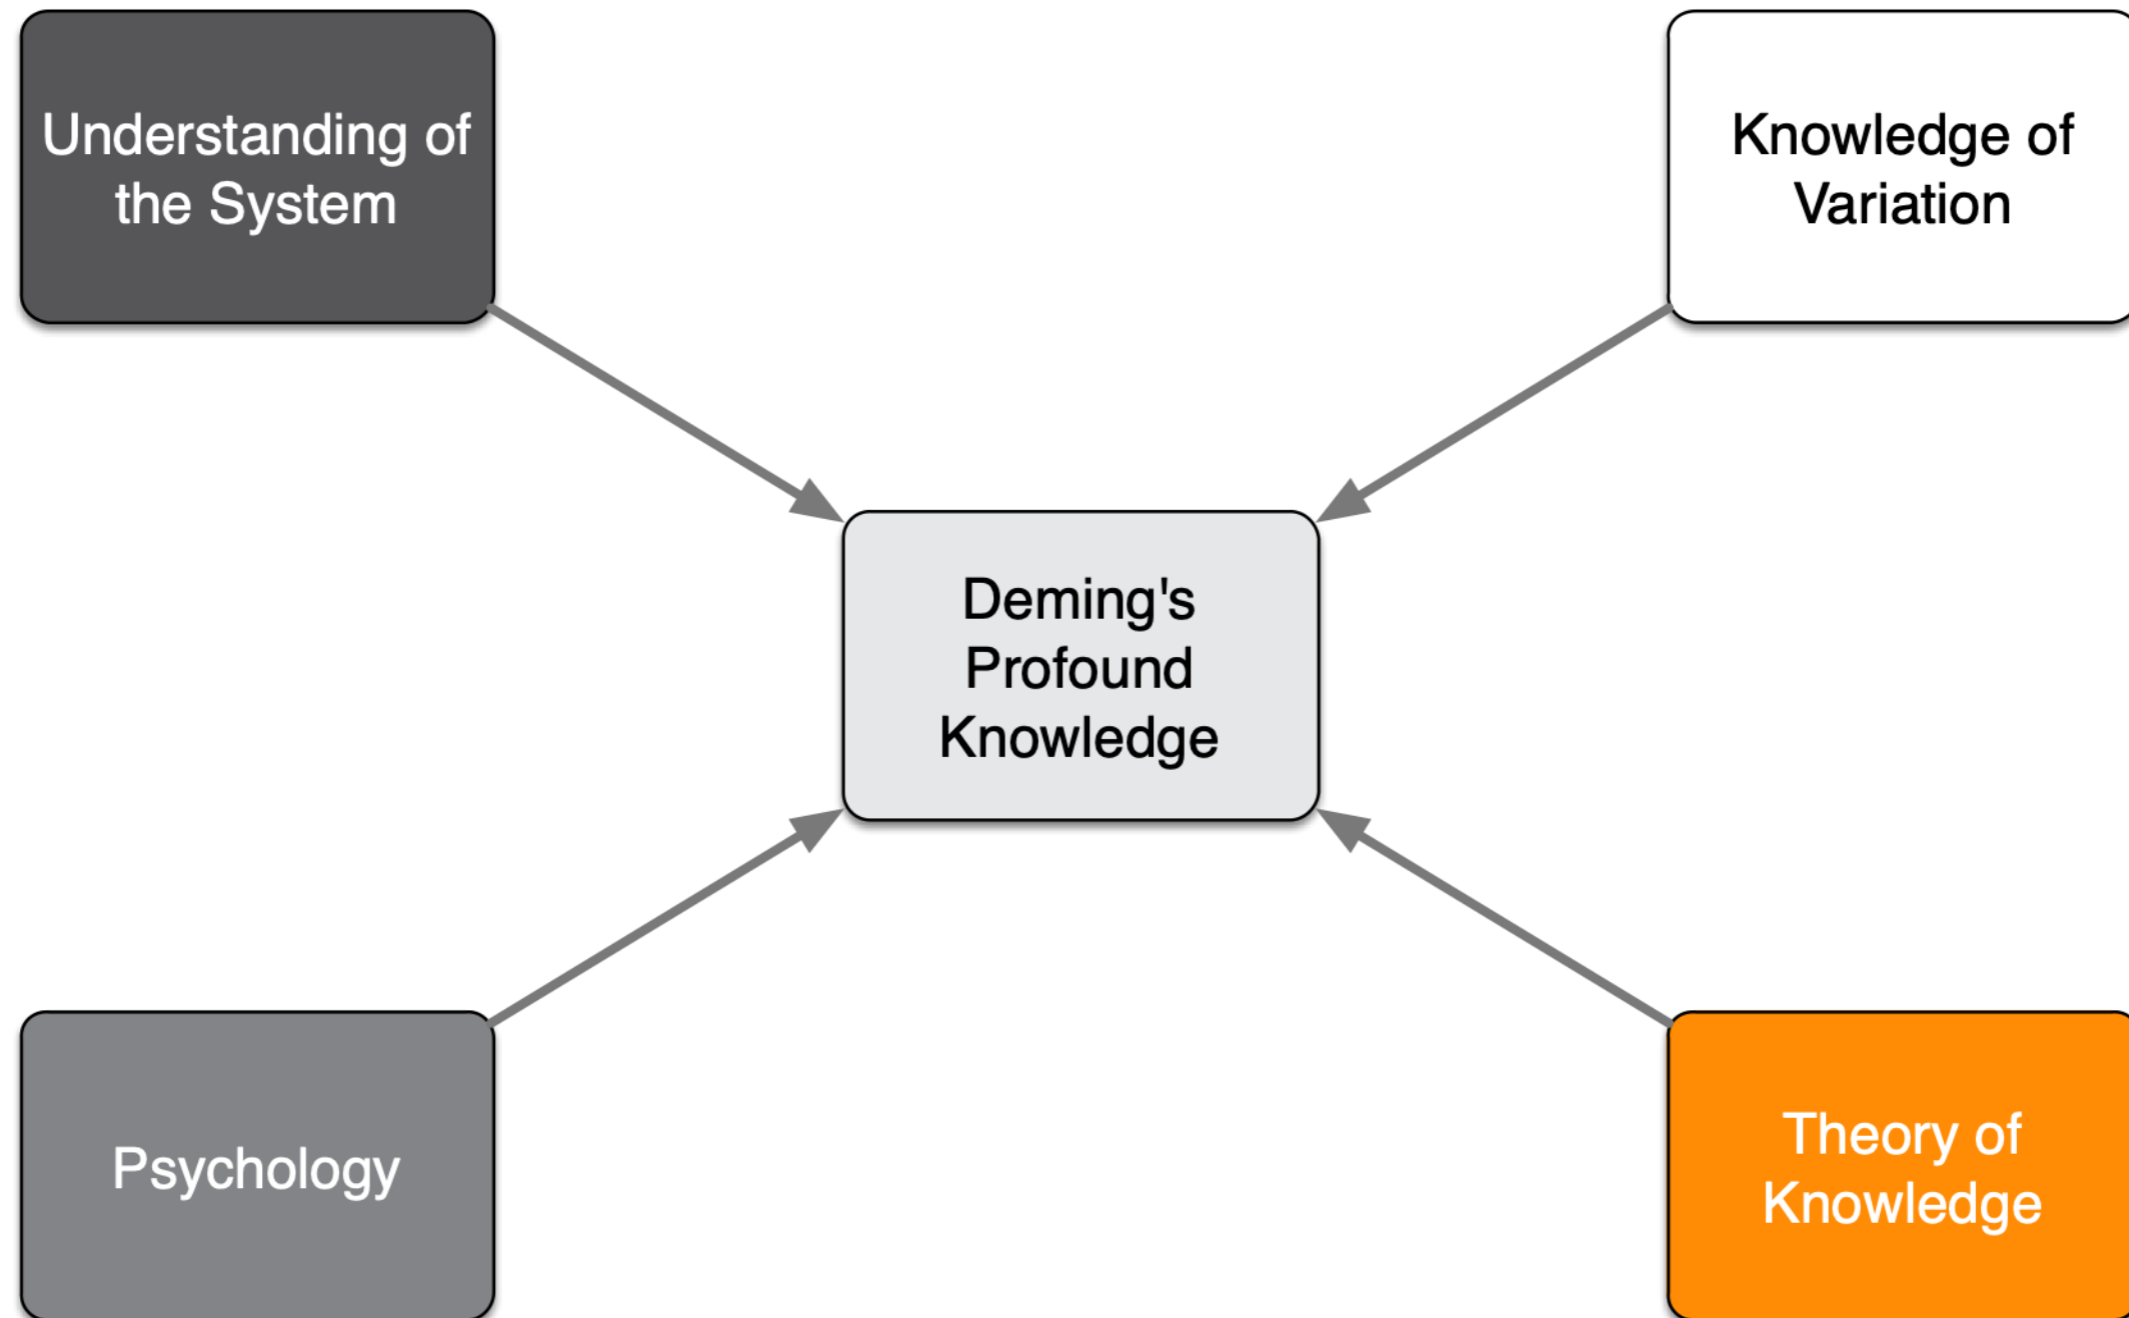 Understanding of
the System
Knowledge of
Variation
Deming's
Profound
Knowledge
Psychology
Theory of
Knowledge